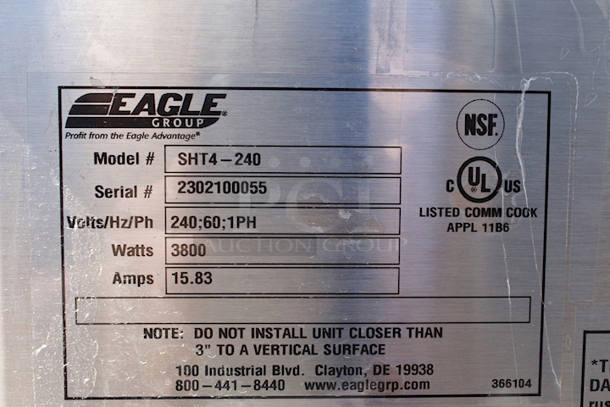 EAGLE
GROUP
Profit from the Eagle Advantage®
NSF.
Model # SHT4-240
Serial # 2302100055
C UL US
LISTED COMM COOK
APPL 11B6
Volts/Hz/Ph 240;60;1PH
Watts 3800
AUCTION GROUP
Amps 15.83
NOTE: DO NOT INSTALL UNIT CLOSER THAN
3" TO A VERTICAL SURFACE
100 Industrial Blvd. Clayton, DE 19938
800-441-8440 www.eaglegrp.com
366104